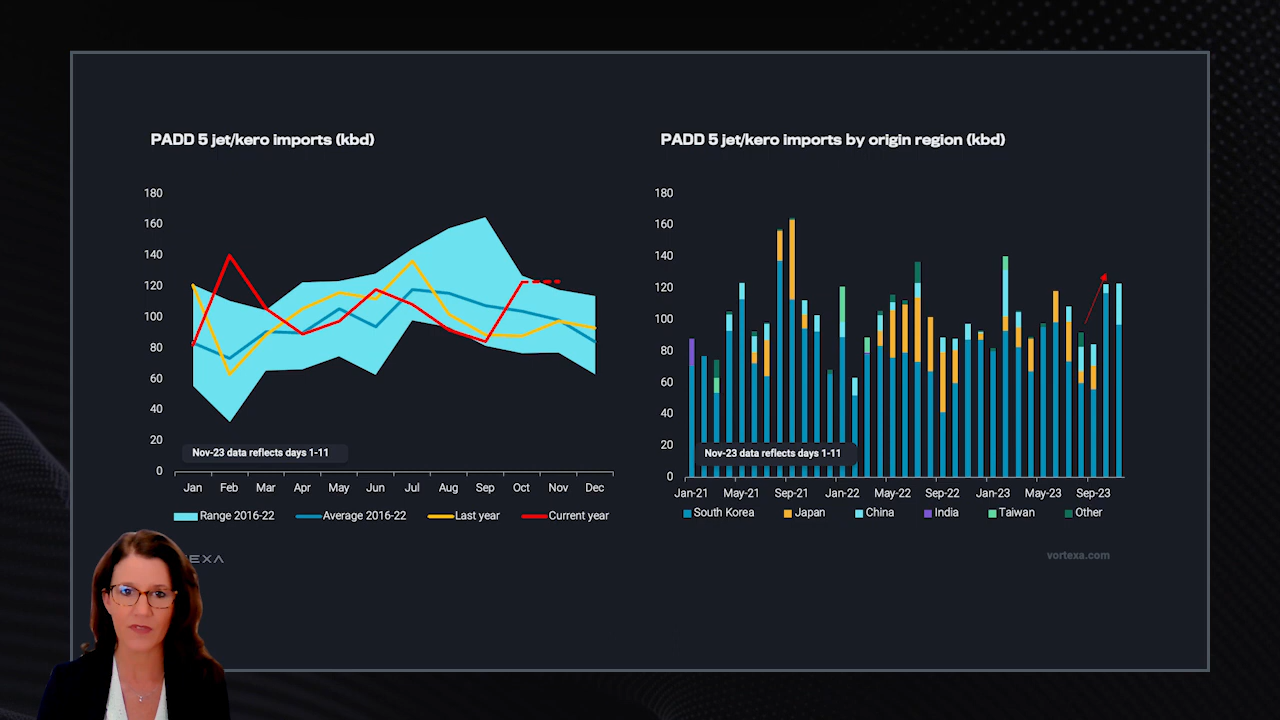 PADD 5 jet/kero imports (kbd)
180
160
140
120
100
80
60
40
20
0
Nov-23 data reflects days 1-11
Jan Feb Mar Apr May Jun Jul Aug Sep Oct Nov Dec
Range 2016-22 Average 2016-22 Last year Current year
EXA
PADD 5 jet/kero imports by origin region (kbd)
180
160
140
120
100
80
60
40
20
0
Nov-23 data reflects days 1-11
Jan-21 May-21 Sep-21 Jan-22 May-22 Sep-22 Jan-23 May-23 Sep-23
South Korea Japan China India Taiwan Other
vortexa.com